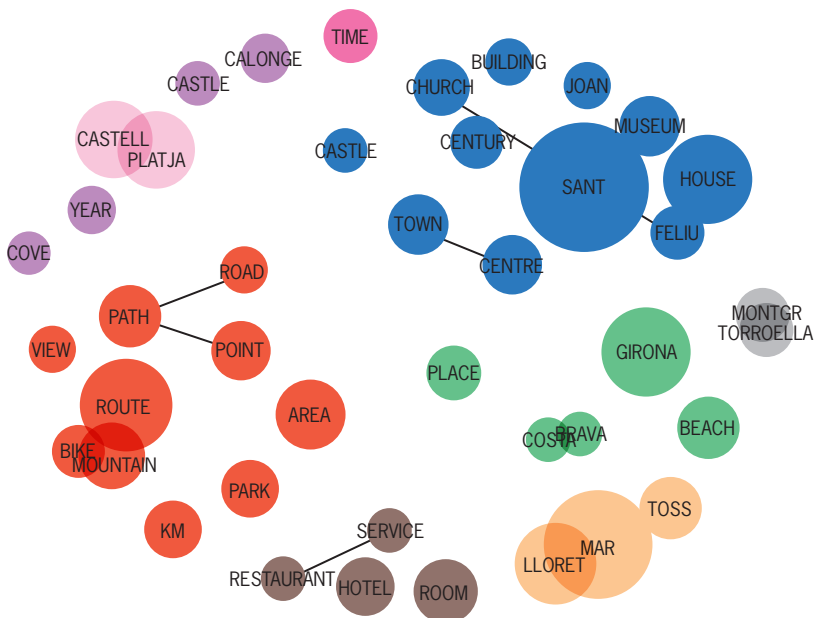 TIME
CALONGE
CASTLE
BUILDING
CHURCH
JOAN
MUSEUM
CENTURY
CASTELL
PLATJA
CASTLE
SANT
HOUSE
YEAR
TOWN
FELIU
COVE
CENTRE
ROAD
PATH
MONTGR
TORROELLA
VIEW
POINT
GIRONA
PLACE
ROUTE
AREA
BEACH
COSTA
BRAVA
BIKE
MOUNTAIN
PARK
TOSS
KM
SERVICE
MAR
LLORET
RESTAURANT
HOTEL
ROOM